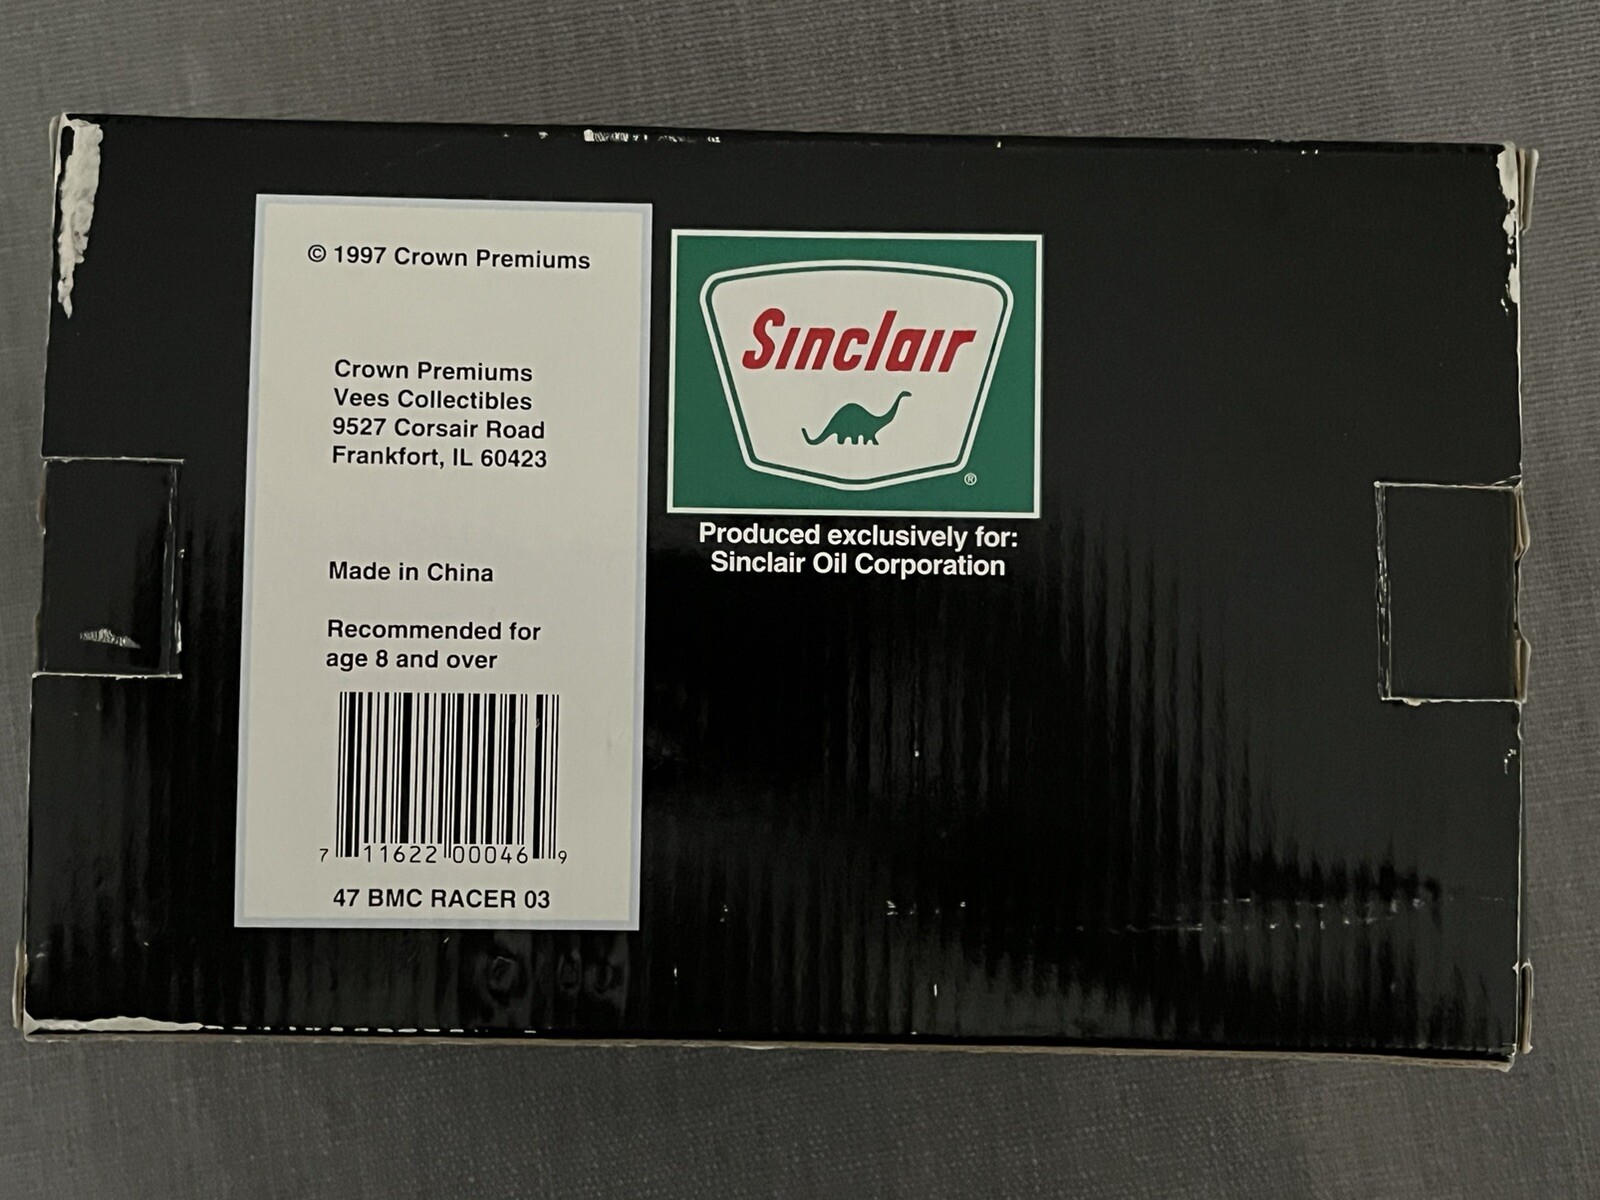 © 1997 Crown Premiums
Crown Premiums
Vees Collectibles
9527 Corsair Road
Frankfort, IL 60423
Made in China
Recommended for
age 8 and over
7 11622 00046 9
47 BMC RACER 03
Sinclair
®
Produced exclusively for:
Sinclair Oil Corporation